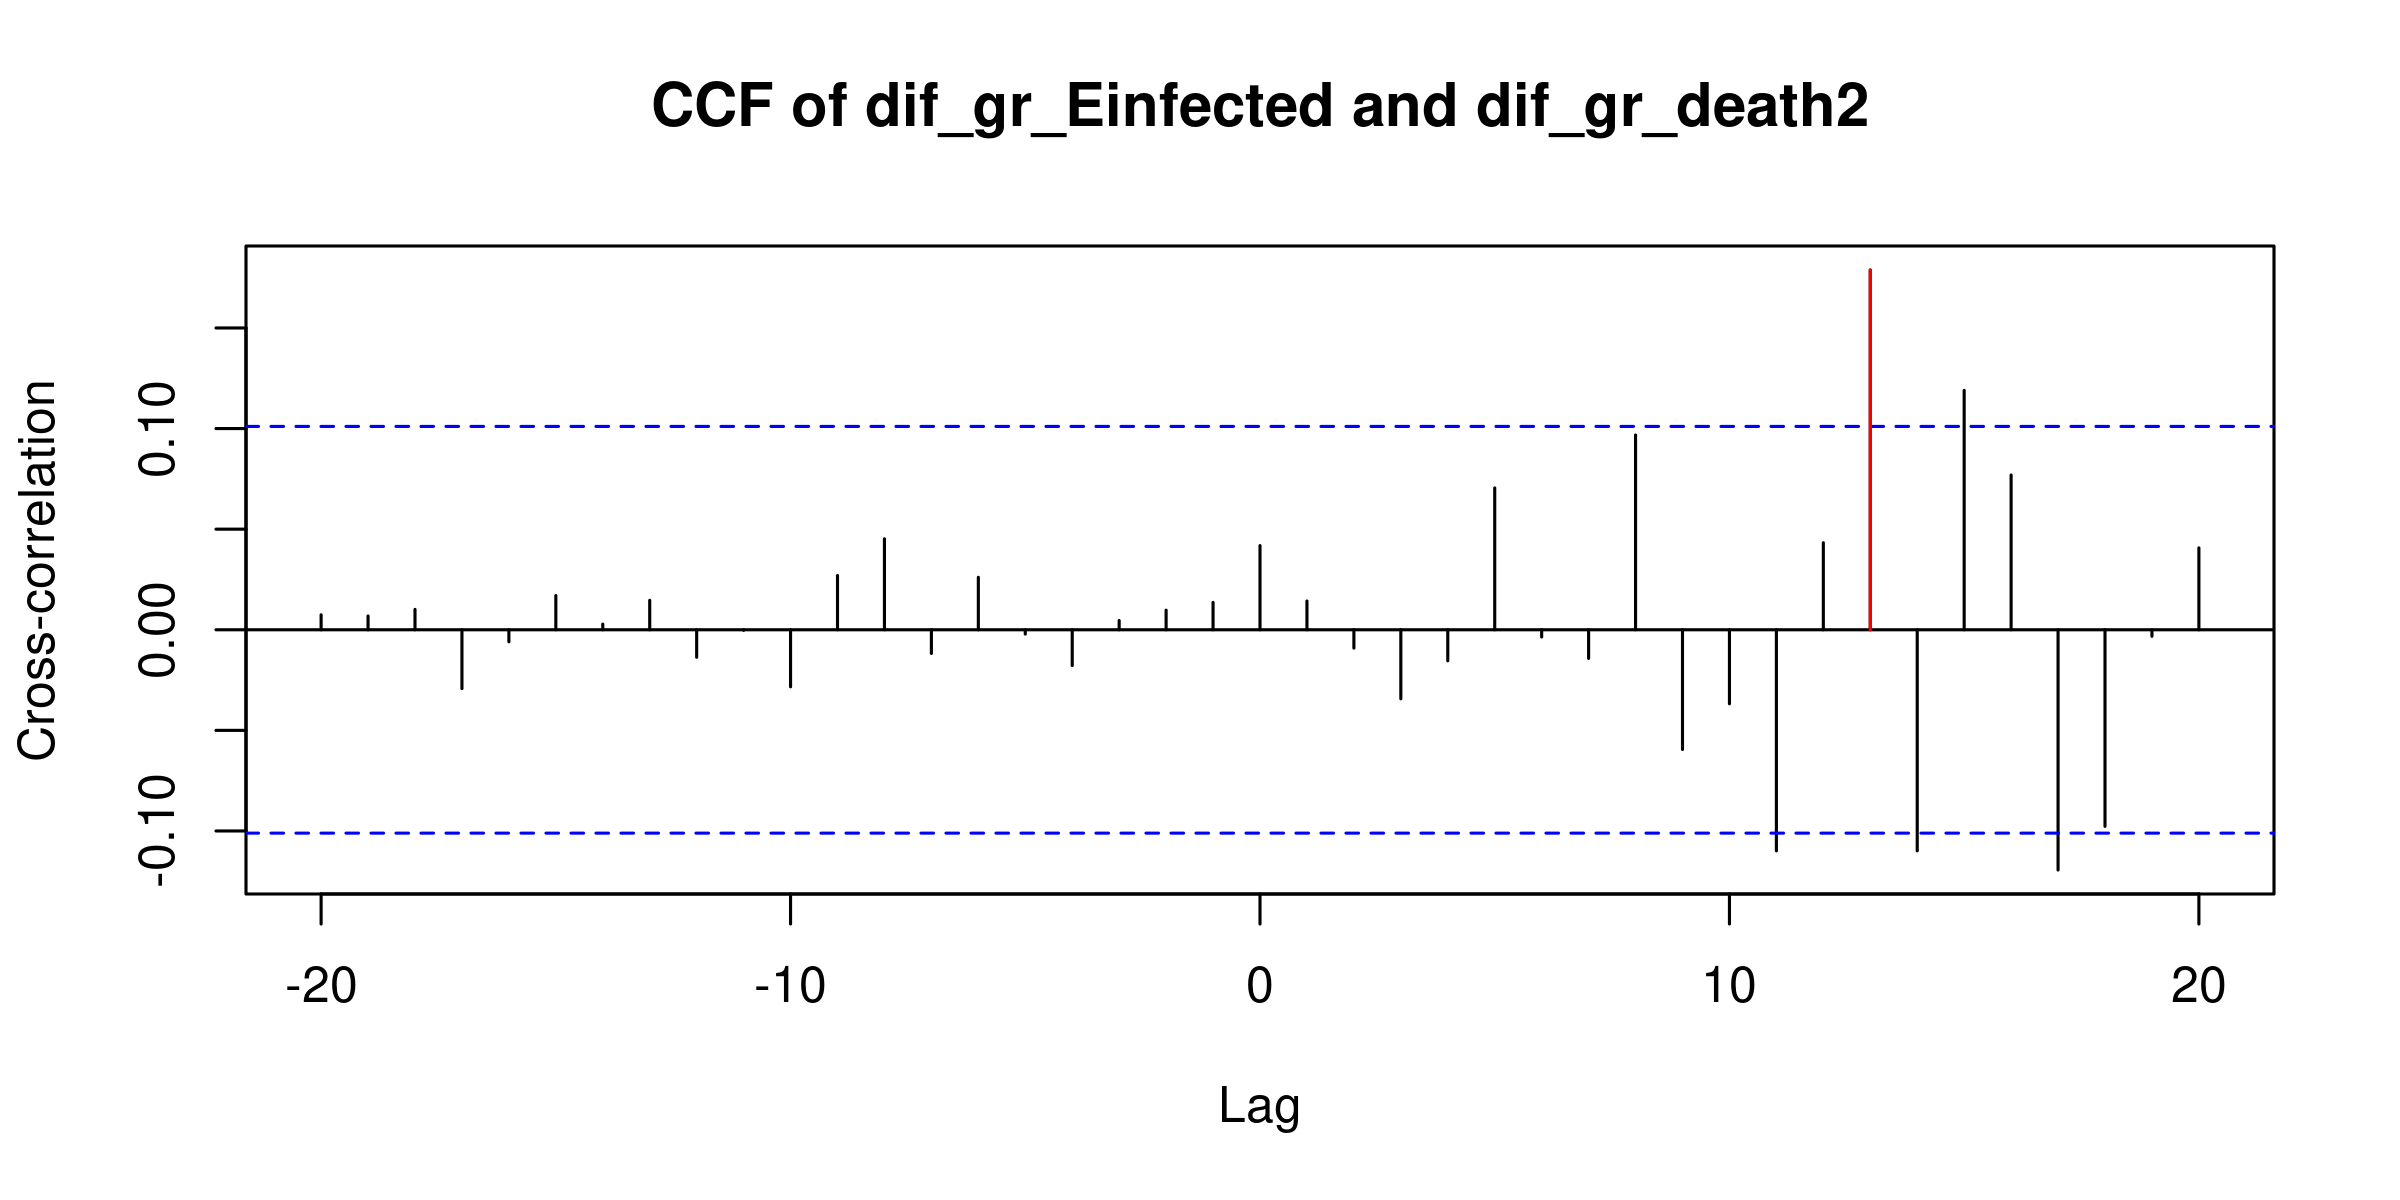 CCF of dif_gr_Einfected and dif_gr_death2
Cross-correlation
0.10
0.00
-0.10
-20 -10 0 10 20
Lag